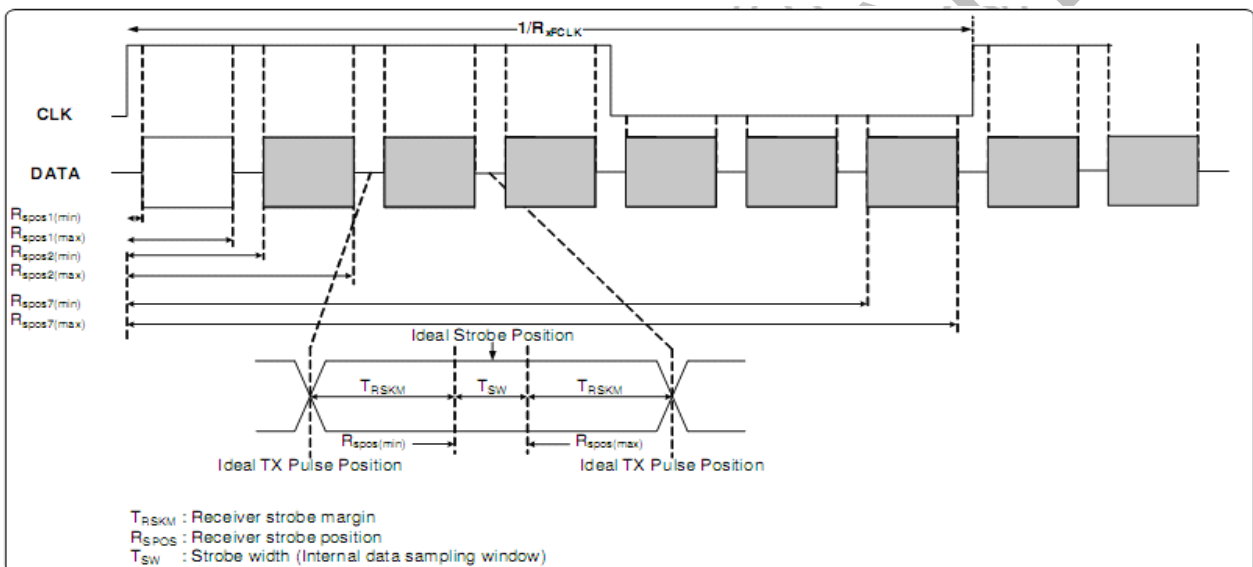 1/RxFCLK
CLK
DATA
Rspos1(min)
Rspos1(max)
Rspos2(min)
Rspos2(max)
Rspos7(min)
Rspos7(max)
Ideal Strobe Position
TRSKM TSW TRSKM
Rspos(min) Rspos(max)
Ideal TX Pulse Position Ideal TX Pulse Position
TRSKM : Receiver strobe margin
RSPOS : Receiver strobe position
TSW : Strobe width (Internal data sampling window)